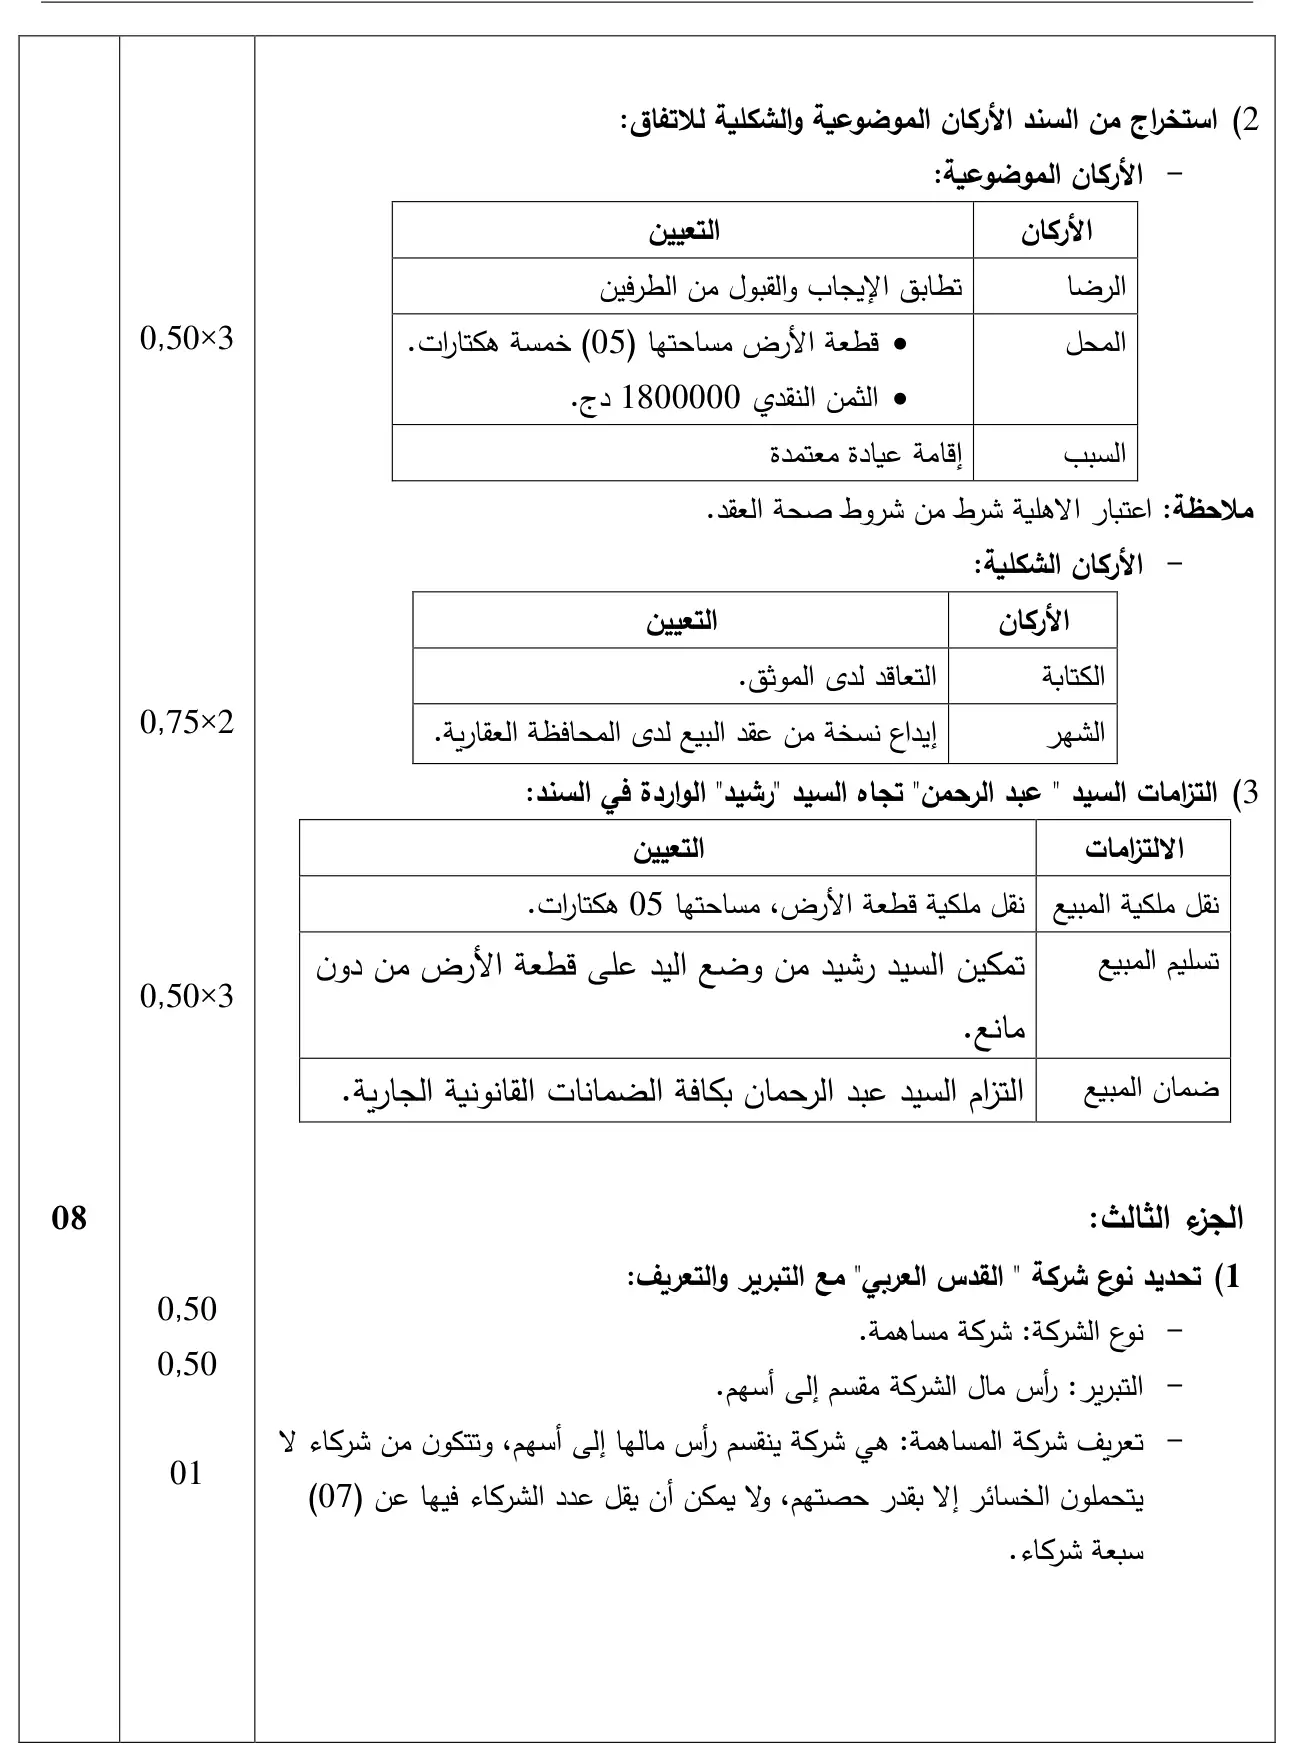 2) استخراج من السند الأركان الموضوعية والشكلية للاتفاق:
- الأركان الموضوعية:
الأركان التعيين
الرضا تطابق الإيجاب والقبول من الطرفين
المحل • قطعة الأرض مساحتها (05) خمسة هكتارات.
0,50×3
• الثمن النقدي 1800000 دج.
السبب إقامة عيادة معتمدة
ملاحظة: اعتبار الاهلية شرط من شروط صحة العقد.
- الأركان الشكلية:
الأركان التعيين
الكتابة التعاقد لدى الموثق.
الشهر إيداع نسخة من عقد البيع لدى المحافظة العقارية.
0,75×2
3) التزامات السيد " عبد الرحمن" تجاه السيد "رشيد" الواردة في السند:
الالتزامات التعيين
نقل ملكية المبيع نقل ملكية قطعة الأرض، مساحتها 05 هكتارات.
تسليم المبيع تمكين السيد رشيد من وضع اليد على قطعة الأرض من دون
مانع.
0,50×3
ضمان المبيع التزام السيد عبد الرحمان بكافة الضمانات القانونية الجارية.
الجزء الثالث:
08
1) تحديد نوع شركة " القدس العربي" مع التبرير والتعريف:
- نوع الشركة: شركة مساهمة.
0,50
- التبرير: رأس مال الشركة مقسم إلى أسهم.
0,50
- تعريف شركة المساهمة: هي شركة ينقسم رأس مالها إلى أسهم، وتتكون من شركاء لا
يتحملون الخسائر إلا بقدر حصتهم، ولا يمكن أن يقل عدد الشركاء فيها عن (07)
سبعة شركاء.
01